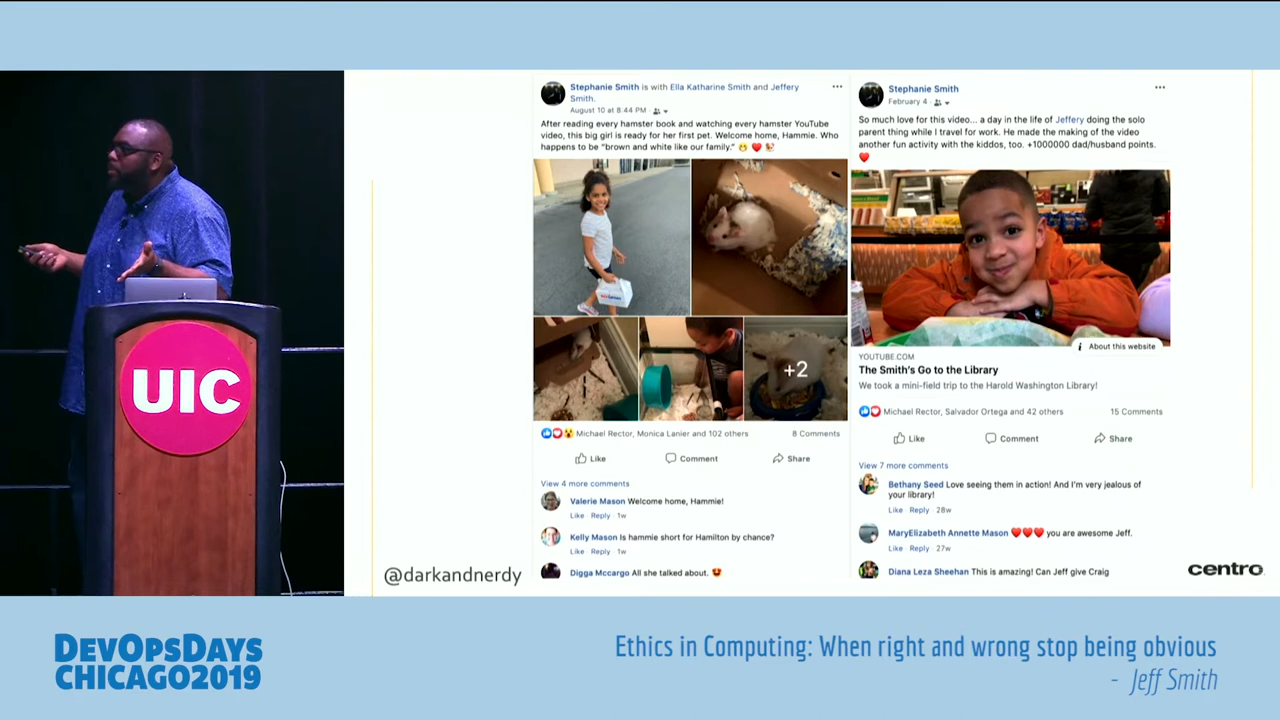 Stephanie Smith is with Ella Katharine Smith and Jeffery
Smith.
August 10 at 8:44 PM
After reading every hamster book and watching every hamster YouTube
video, this big girl is ready for her first pet. Welcome home, Hammie. Who
happens to be "brown and white like our family."
+2
Michael Rector, Monica Lanier and 102 others
8 Comments
Like Comment Share
View 4 more comments
Valerie Mason Welcome home, Hammie!
Like Reply 1w
Kelly Mason Is hammie short for Hamilton by chance?
Like Reply 1w
Digga Mccargo All she talked about.
Stephanie Smith
February 4
So much love for this video... a day in the life of Jeffery doing the solo
parent thing while I travel for work. He made the making of the video
another fun activity with the kiddos, too. +1000000 dad/husband points.
i About this website
YOUTUBE.COM
The Smith's Go to the Library
We took a mini-field trip to the Harold Washington Library!
Michael Rector, Salvador Ortega and 42 others
15 Comments
Like Comment Share
View 7 more comments
Bethany Seed Love seeing them in action! And I'm very jealous of
your library!
Like Reply 28w
MaryElizabeth Annette Mason you are awesome Jeff.
Like Reply 27w
Diana Leza Sheehan This is amazing! Can Jeff give Craig
UIC
@darkandnerdy
centro
DEVOPSDAYS
CHICAGO2019
Ethics in Computing: When right and wrong stop being obvious
- Jeff Smith